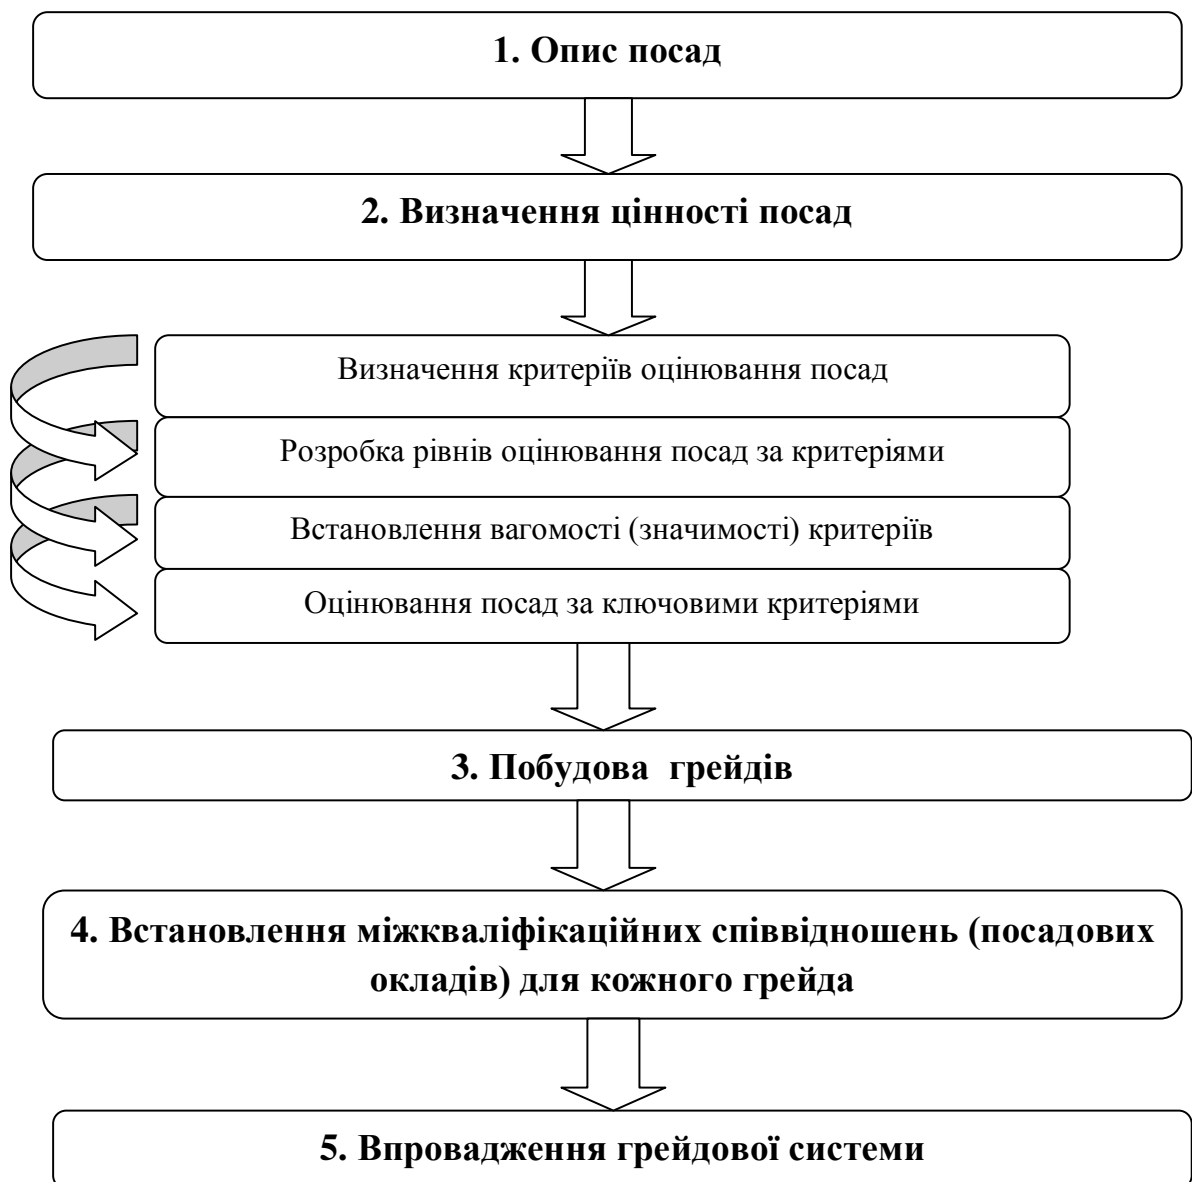 1. Опис посад
2. Визначення цінності посад
Визначення критеріїв оцінювання посад
Розробка рівнів оцінювання посад за критеріями
Встановлення вагомості (значимості) критеріїв
Оцінювання посад за ключовими критеріями
3. Побудова грейдів
4. Встановлення міжкваліфікаційних співвідношень (посадових
окладів) для кожного грейда
5. Впровадження грейдової системи